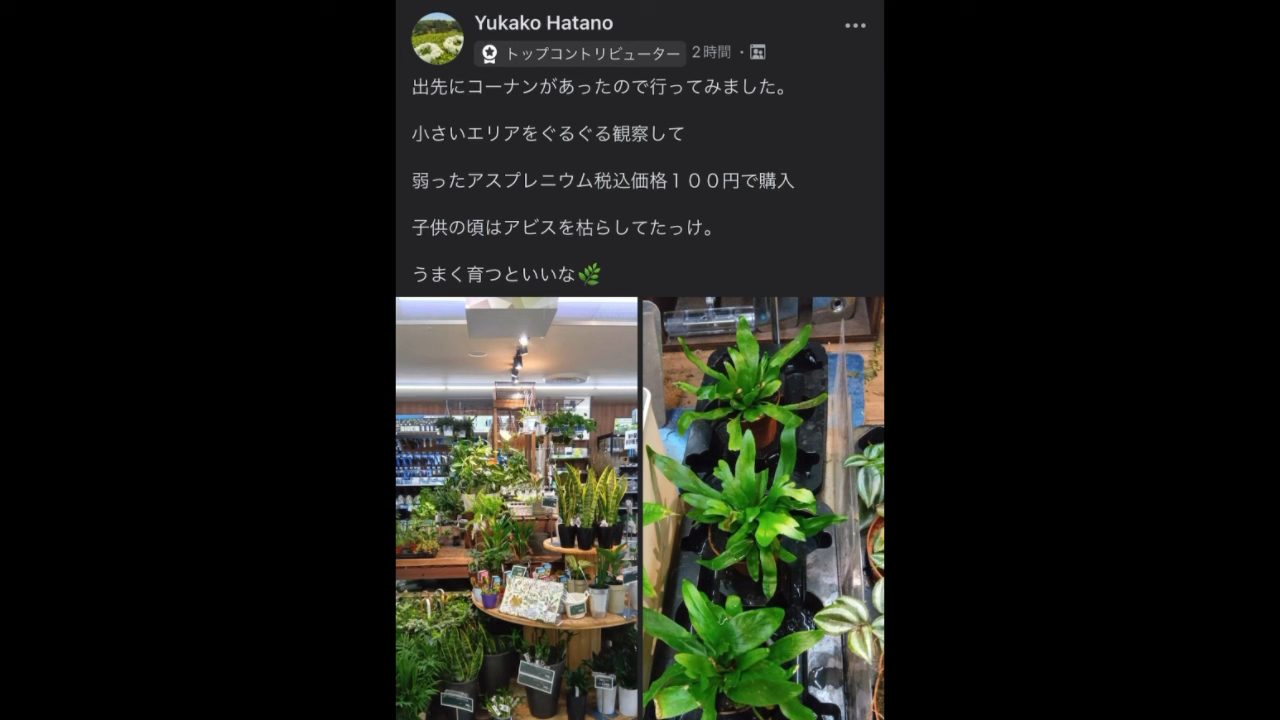 Yukako Hatano
トップコントリビューター 2時間・
出先にコーナンがあったので行ってみました。
小さいエリアをぐるぐる観察して
弱ったアスプレニウム税込価格１００円で購入
子供の頃はアビスを枯らしてたっけ。
うまく育つといいな🌿